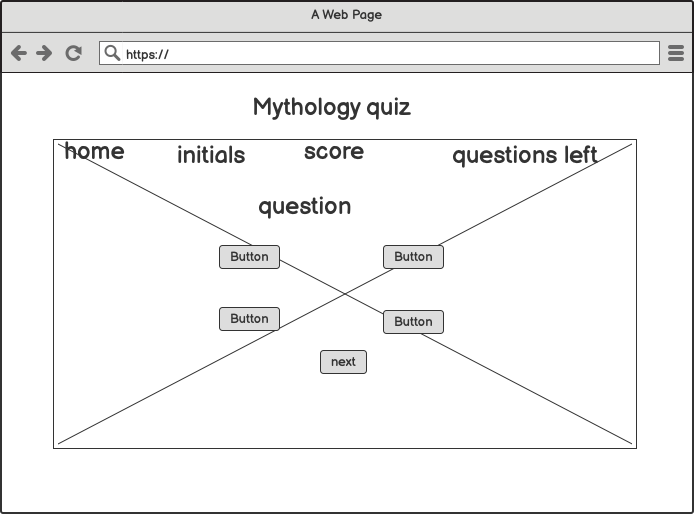 A Web Page
https://
Mythology quiz
home initials score questions left
question
Button Button
Button Button
next